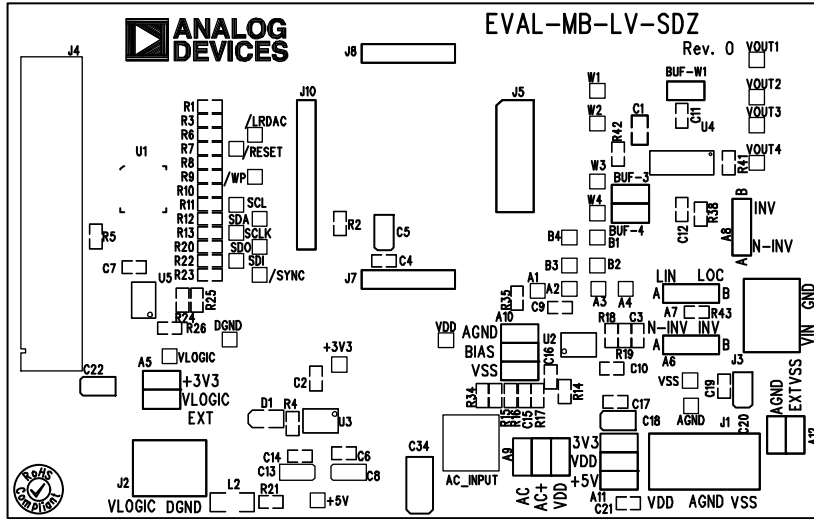 ANALOG
DEVICES
EVAL-MB-LV-SDZ
Rev. 0
J4
J8
J10
J5
R1
R3
R6
R7
R8
R9
R10
R11
R12
R13
R20
R22
R23
/LRDAC
/RESET
/WP
SCL
SDA
SCLK
SDO
SDI
/SYNC
U1
R5
C7
U5
R24
R25
R26
DGND
R2
C5
C4
J7
W1
W2
W3
W4
R42
C1
BUF-W1
C11
U4
VOUT1
VOUT2
VOUT3
VOUT4
R41
BUF-3
BUF-4
C12
R38
A8
B
A
INV
N-INV
B4
B1
B3
B2
A1
A2
A3
A4
R35
C9
A10
AGND
BIAS
VSS
U2
C16
R14
R18
C3
R19
C10
LIN
LOC
A
B
A7
R43
N-INV
INV
A
B
A6
GND
VIN
VDD
C22
A5
VLOGIC
+3V3
VLOGIC
EXT
+3V3
C2
D1
R4
U3
R34
R15
R16
C15
R17
C17
C18
VSS
AGND
C19
J3
C20
AGND
EXTVSS
A12
J2
VLOGIC
DGND
L2
R21
C14
C13
C6
C8
+5V
C34
AC_INPUT
A9
AC
AC+
VDD
3V3
VDD
+5V
A11
C21
J1
VDD
AGND
VSS
RoHS
Compliant